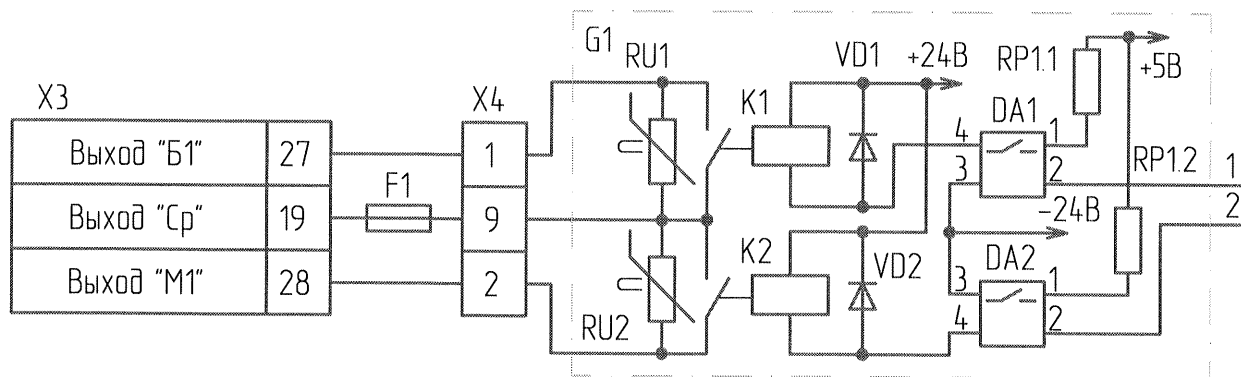 G1
RU1
VD1
+24В
RP1.1
+5В
X3
X4
K1
DA1
4
1
Выход "Б1" 27
1
3
2
RP1.2
1
F1
Выход "Ср" 19
9
-24В
2
K2
VD2
DA2
Выход "М1" 28
2
3
1
4
2
RU2